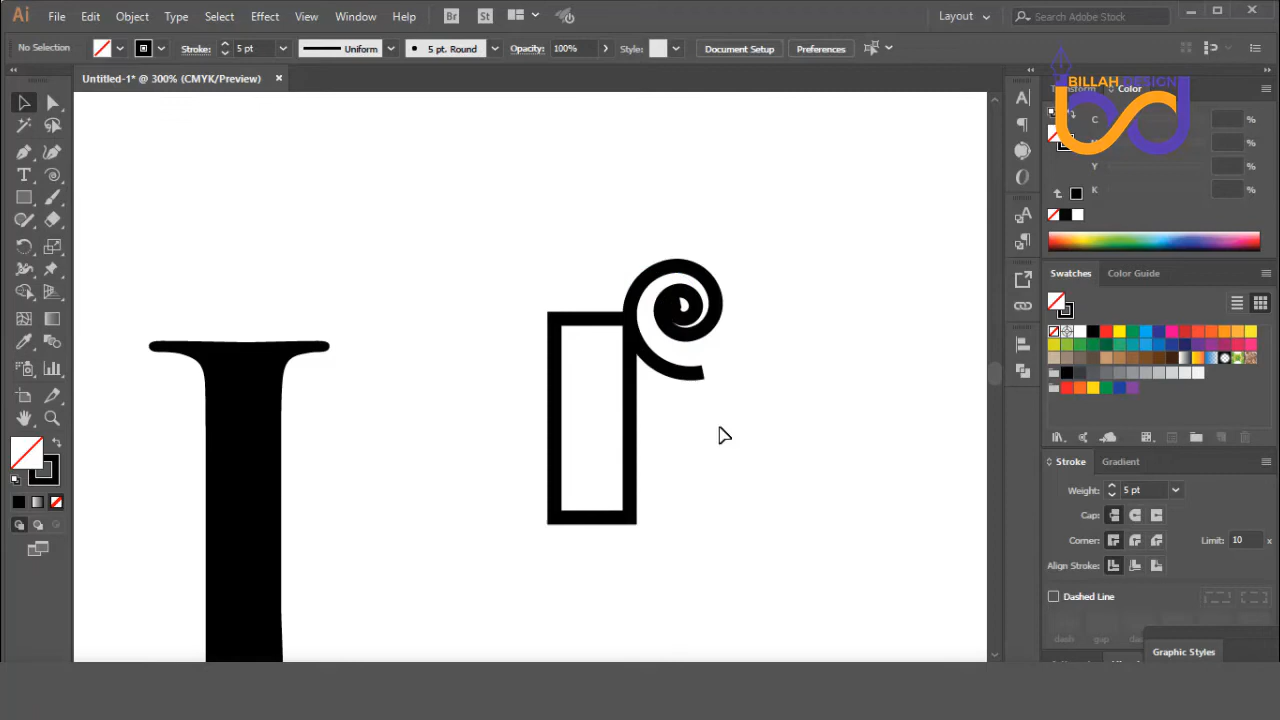 Ai File Edit Object Type Select Effect View Window Help Br St Layout Search Adobe Stock
No Selection Stroke: 5 pt Uniform 5 pt. Round Opacity: 100% Style: Document Setup Preferences
Untitled-1* @ 300% (CMYK/Preview)
BILLAH DESIGN
Color
C %
%
Y %
K %
Swatches Color Guide
Stroke Gradient
Weight: 5 pt
Cap:
Corner: Limit: 10 x
Align Stroke:
Dashed Line
dash gap
Graphic Styles